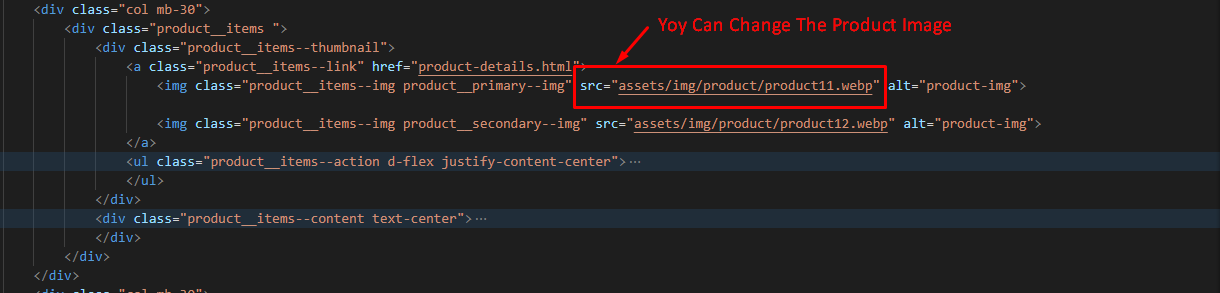 <div class="col mb-30">
Yoy Can Change The Product Image
<div class="product__items ">
<div class="product__items--thumbnail">
<a class="product__items--link" href="product-details.html">
<img class="product__items--img product__primary--img" src="assets/img/product/product11.webp" alt="product-img">
<img class="product__items--img product__secondary--img" src="assets/img/product/product12.webp" alt="product-img">
</a>
<ul class="product__items--action d-flex justify-content-center">…
</ul>
</div>
<div class="product__items--content text-center">…
</div>
</div>
</div>
<div class="col mb-30">